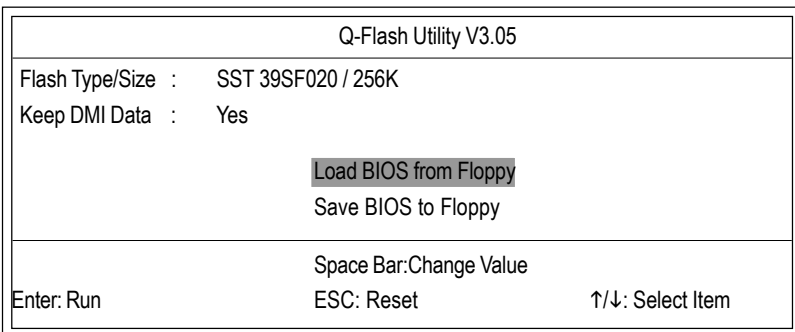 Q-Flash Utility V3.05
Flash Type/Size : SST 39SF020 / 256K
Keep DMI Data : Yes
Load BIOS from Floppy
Save BIOS to Floppy
Space Bar:Change Value
Enter: Run ESC: Reset ↑/↓: Select Item